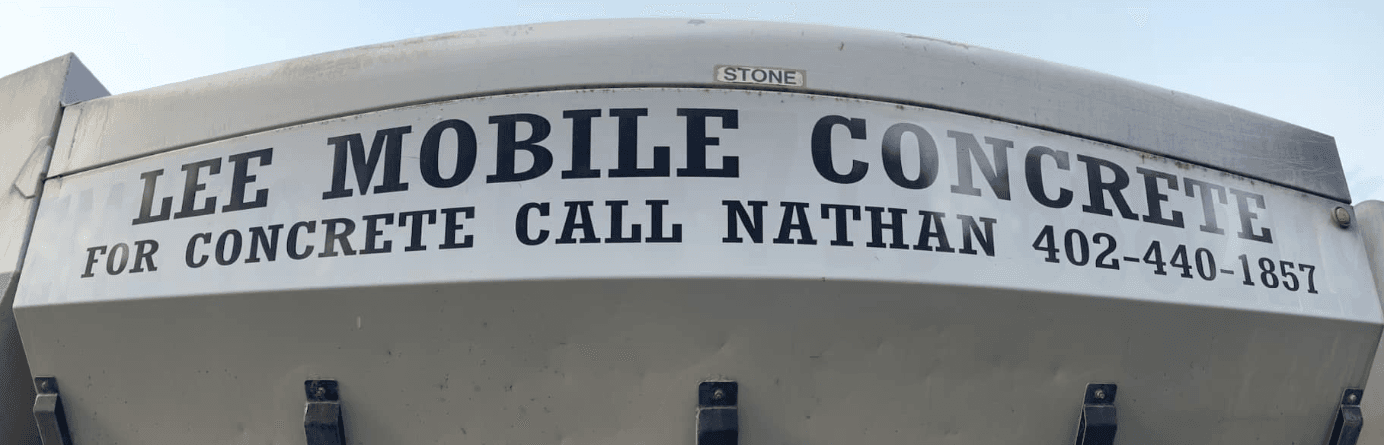 STONE
LEE MOBILE CONCRETE
FOR CONCRETE CALL NATHAN 402-440-1857